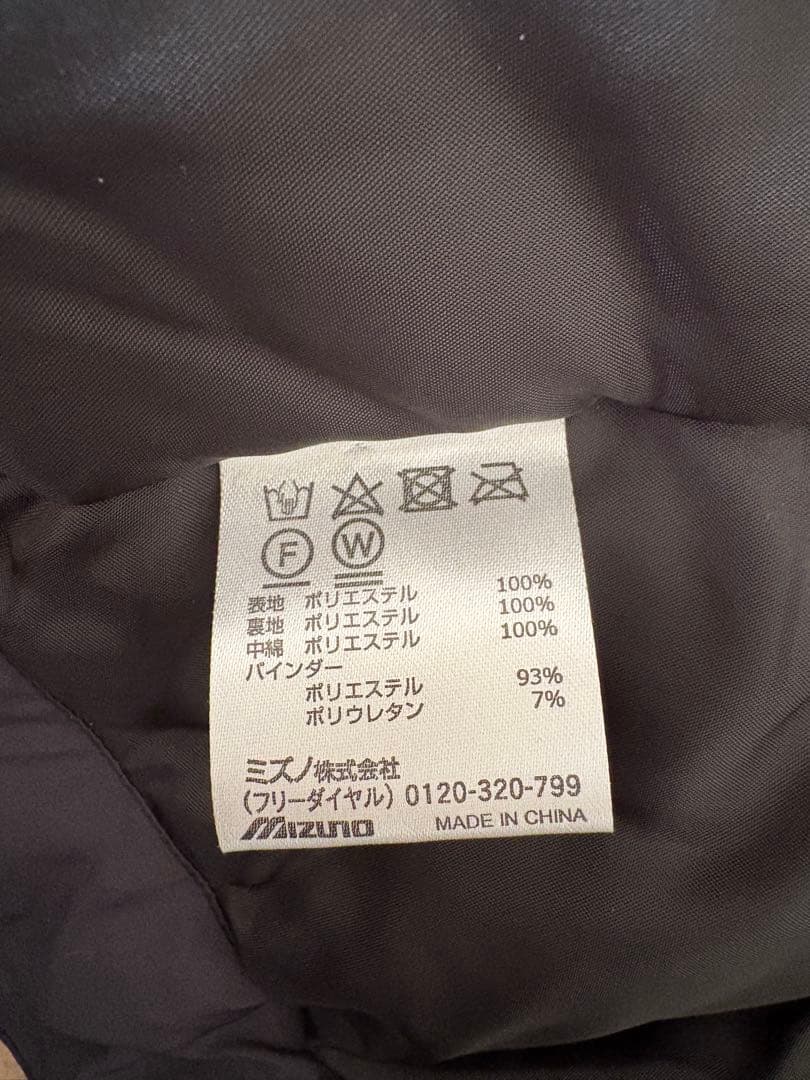 F W
表地 ポリエステル 100%
裏地 ポリエステル 100%
中綿 ポリエステル 100%
バインダー
ポリエステル 93%
ポリウレタン 7%
ミズノ株式会社
(フリーダイヤル) 0120-320-799
MIZUNO MADE IN CHINA